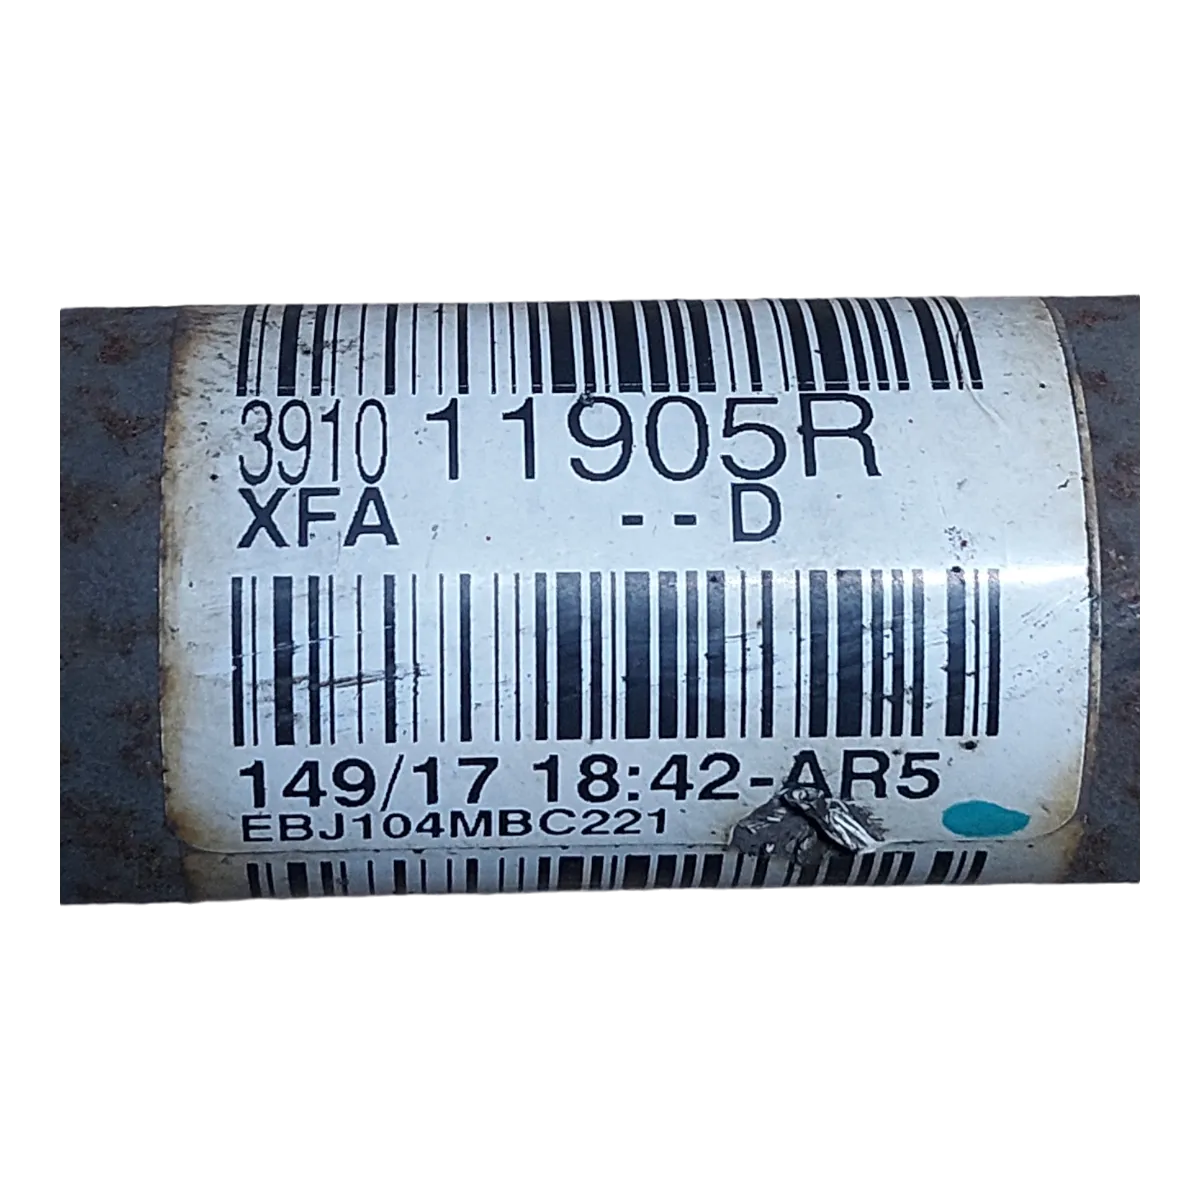 3910 11905R
XFA --D
149/17 18:42-AR5
EBJ104MBC221